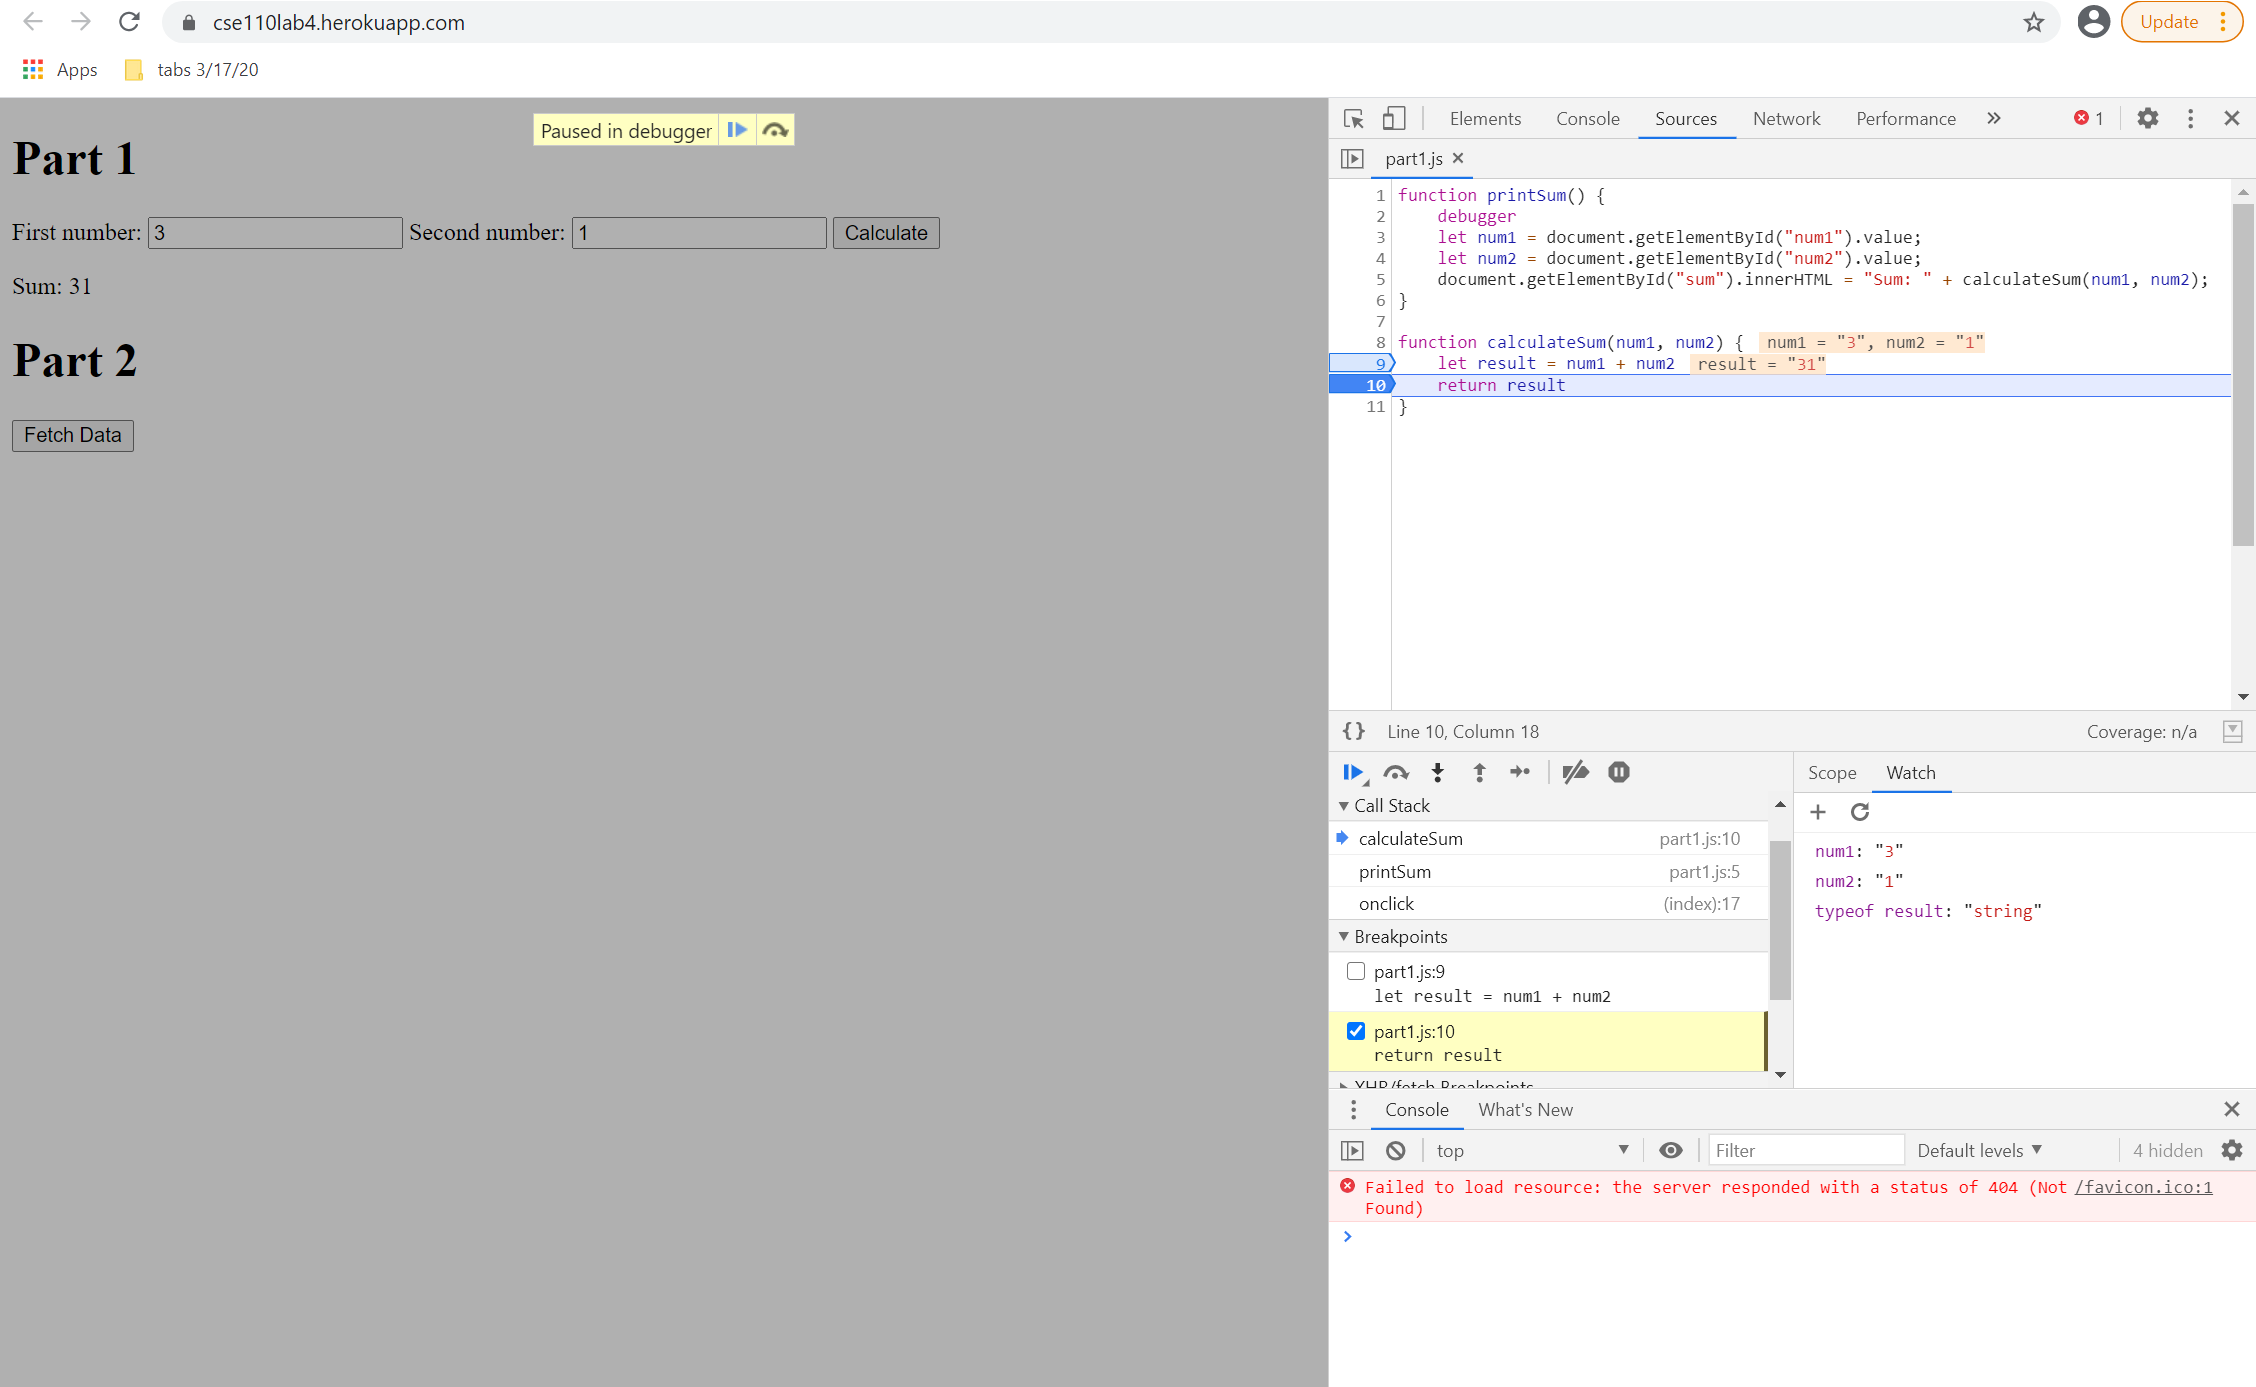 cse110lab4.herokuapp.com
Update
Apps
tabs 3/17/20
Paused in debugger
Part 1
First number: 3 Second number: 1 Calculate
Sum: 31
Part 2
Fetch Data
Elements Console Sources Network Performance » 1
part1.js
1 function printSum() {
2 debugger
3 let num1 = document.getElementById("num1").value;
4 let num2 = document.getElementById("num2").value;
5 document.getElementById("sum").innerHTML = "Sum: " + calculateSum(num1, num2);
6 }
7
8 function calculateSum(num1, num2) { num1 = "3", num2 = "1"
9 let result = num1 + num2 result = "31"
10 return result
11 }
{} Line 10, Column 18 Coverage: n/a
Scope Watch
Call Stack
calculateSum part1.js:10
printSum part1.js:5
onclick (index):17
Breakpoints
part1.js:9
let result = num1 + num2
part1.js:10
return result
XHR/fetch Breakpoints
num1: "3"
num2: "1"
typeof result: "string"
Console What's New
top Filter Default levels 4 hidden
Failed to load resource: the server responded with a status of 404 (Not /favicon.ico:1
Found)